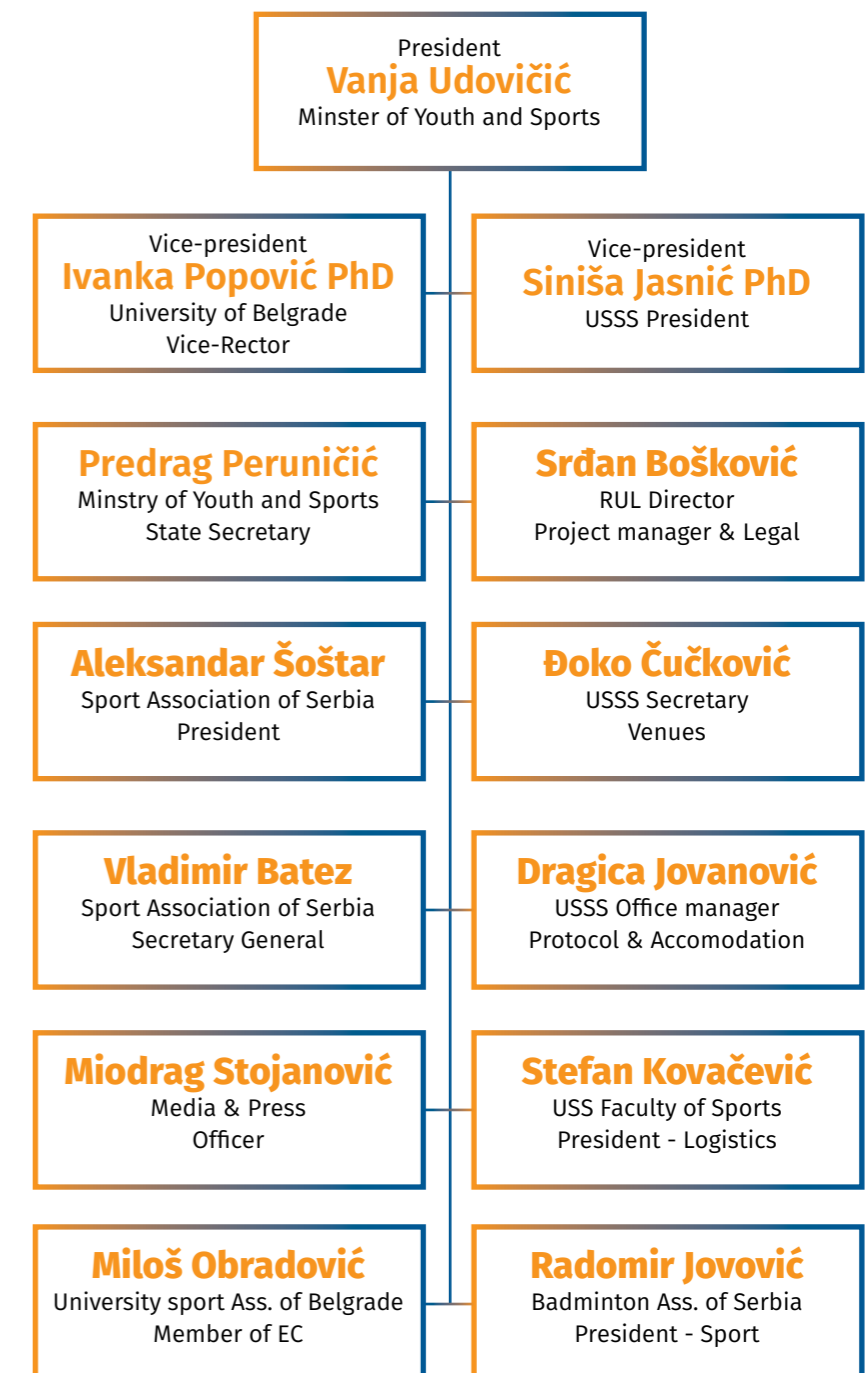 President
Vanja Udovičić
Minster of Youth and Sports
Vice-president
Ivanka Popović PhD
University of Belgrade
Vice-Rector
Vice-president
Siniša Jasnić PhD
USSS President
Predrag Peruničić
Minstry of Youth and Sports
State Secretary
Srđan Bošković
RUL Director
Project manager & Legal
Aleksandar Šoštar
Sport Association of Serbia
President
Đoko Čučković
USSS Secretary
Venues
Vladimir Batez
Sport Association of Serbia
Secretary General
Dragica Jovanović
USSS Office manager
Protocol & Accomodation
Miodrag Stojanović
Media & Press
Officer
Stefan Kovačević
USS Faculty of Sports
President - Logistics
Miloš Obradović
University sport Ass. of Belgrade
Member of EC
Radomir Jovović
Badminton Ass. of Serbia
President - Sport